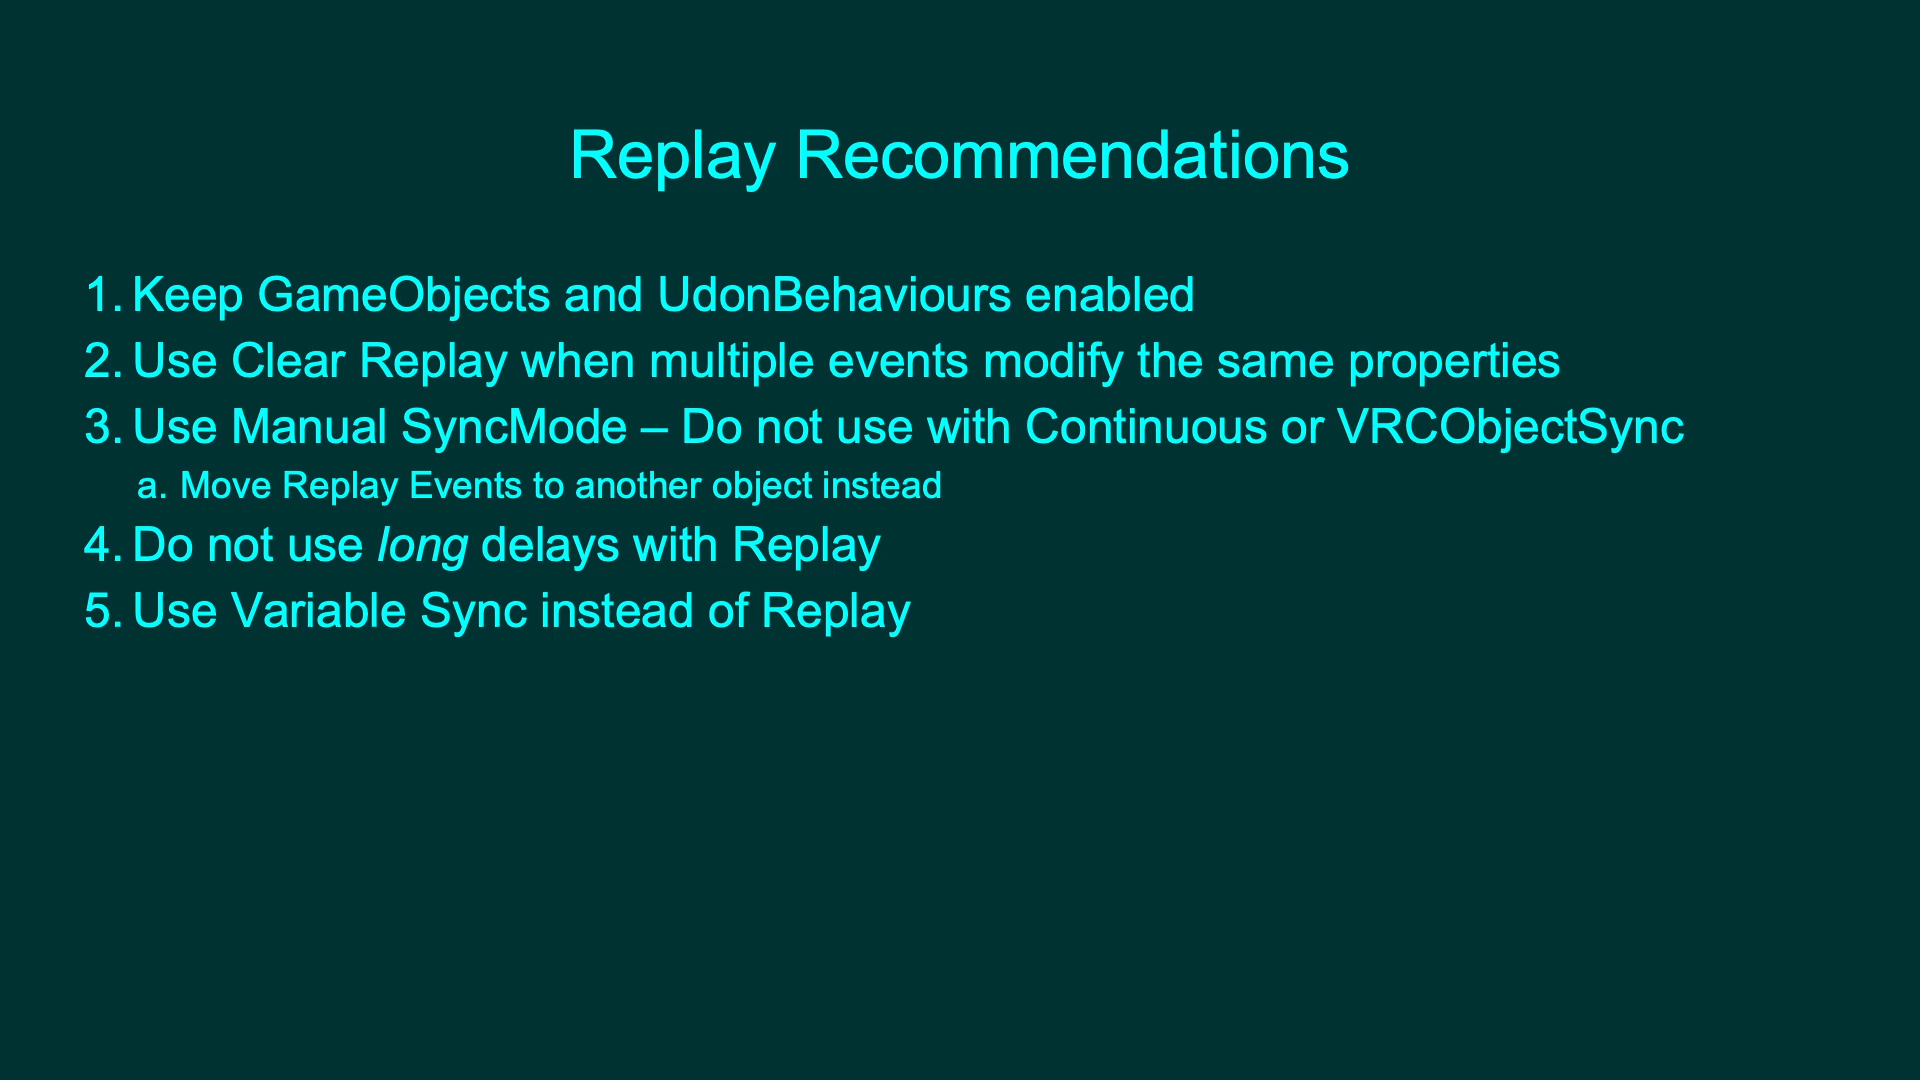 Replay Recommendations
1. Keep GameObjects and UdonBehaviours enabled
2. Use Clear Replay when multiple events modify the same properties
3. Use Manual SyncMode – Do not use with Continuous or VRCObjectSync
a. Move Replay Events to another object instead
4. Do not use long delays with Replay
5. Use Variable Sync instead of Replay